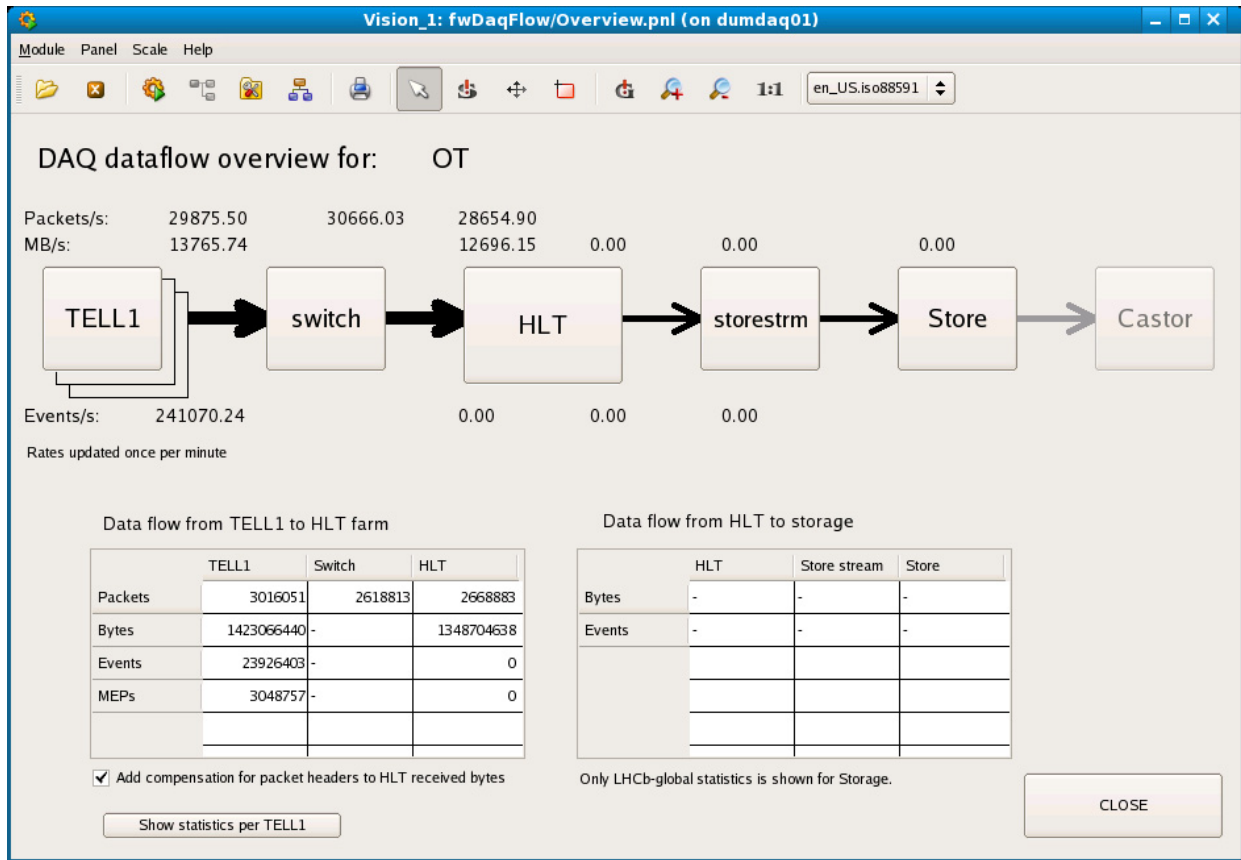 Vision_1: fwDaqFlow/Overview.pnl (on dumdaq01)
Module Panel Scale Help
1:1 en_US.iso88591
DAQ dataflow overview for: OT
Packets/s: 29875.50 30666.03 28654.90
MB/s: 13765.74 12696.15 0.00 0.00 0.00
TELL1 switch HLT storestrm Store Castor
Events/s: 241070.24 0.00 0.00 0.00
Rates updated once per minute
Data flow from TELL1 to HLT farm
TELL1 Switch HLT
Packets 3016051 2618813 2668883
Bytes 1423066440 - 1348704638
Events 23926403 - 0
MEPs 3048757 - 0
Add compensation for packet headers to HLT received bytes
Show statistics per TELL1
Data flow from HLT to storage
HLT Store stream Store
Bytes - - -
Events - - -
Only LHCb-global statistics is shown for Storage.
CLOSE